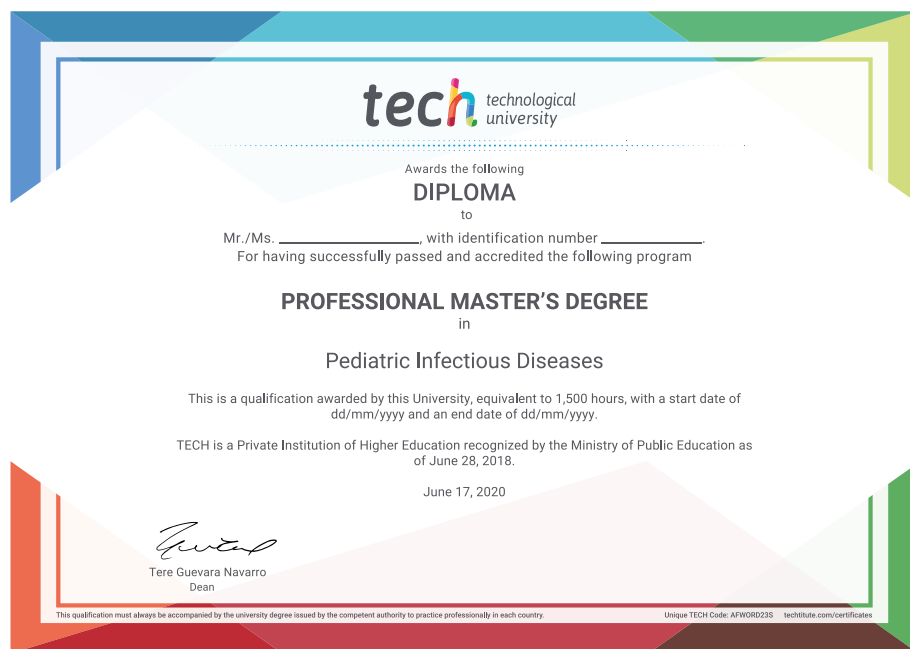 tech technological
university
Awards the following
DIPLOMA
to
Mr./Ms. ____________________, with identification number ______________.
For having successfully passed and accredited the following program
PROFESSIONAL MASTER'S DEGREE
in
Pediatric Infectious Diseases
This is a qualification awarded by this University, equivalent to 1,500 hours, with a start date of
dd/mm/yyyy and an end date of dd/mm/yyyy.
TECH is a Private Institution of Higher Education recognized by the Ministry of Public Education as
of June 28, 2018.
June 17, 2020
Tere Guevara Navarro
Dean
This qualification must always be accompanied by the university degree issued by the competent authority to practice professionally in each country.
Unique TECH Code: AFWORD23S techtitute.com/certificates